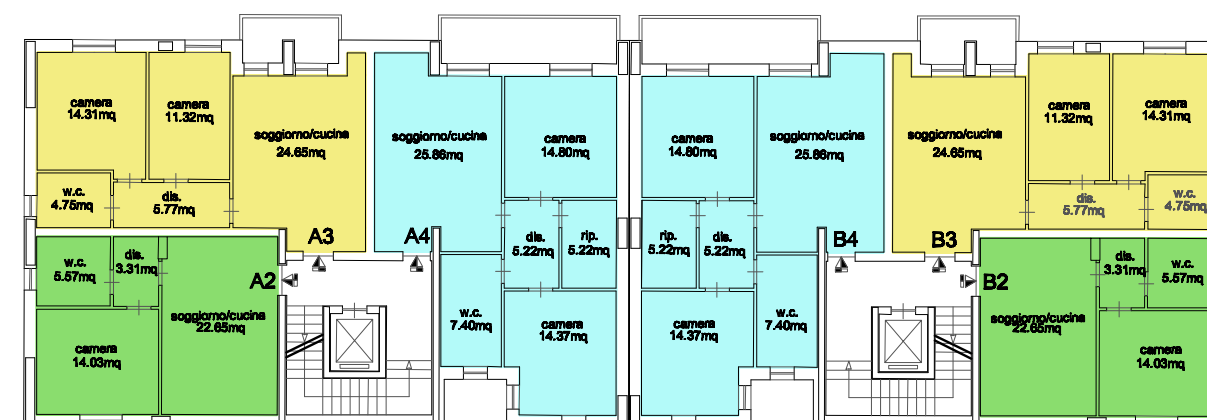 camera
14.31mq
camera
11.32mq
soggiorno/cucina
24.65mq
w.c.
4.75mq
dis.
5.77mq
A3
soggiorno/cucina
25.86mq
A4
camera
14.80mq
dis.
5.22mq
rip.
5.22mq
w.c.
7.40mq
camera
14.37mq
w.c.
5.57mq
dis.
3.31mq
A2
soggiorno/cucina
22.65mq
camera
14.03mq
camera
14.80mq
soggiorno/cucina
25.86mq
rip.
5.22mq
dis.
5.22mq
B4
camera
14.37mq
w.c.
7.40mq
soggiorno/cucina
24.65mq
B3
camera
11.32mq
camera
14.31mq
dis.
5.77mq
w.c.
4.75mq
B2
dis.
3.31mq
w.c.
5.57mq
soggiorno/cucina
22.65mq
camera
14.03mq